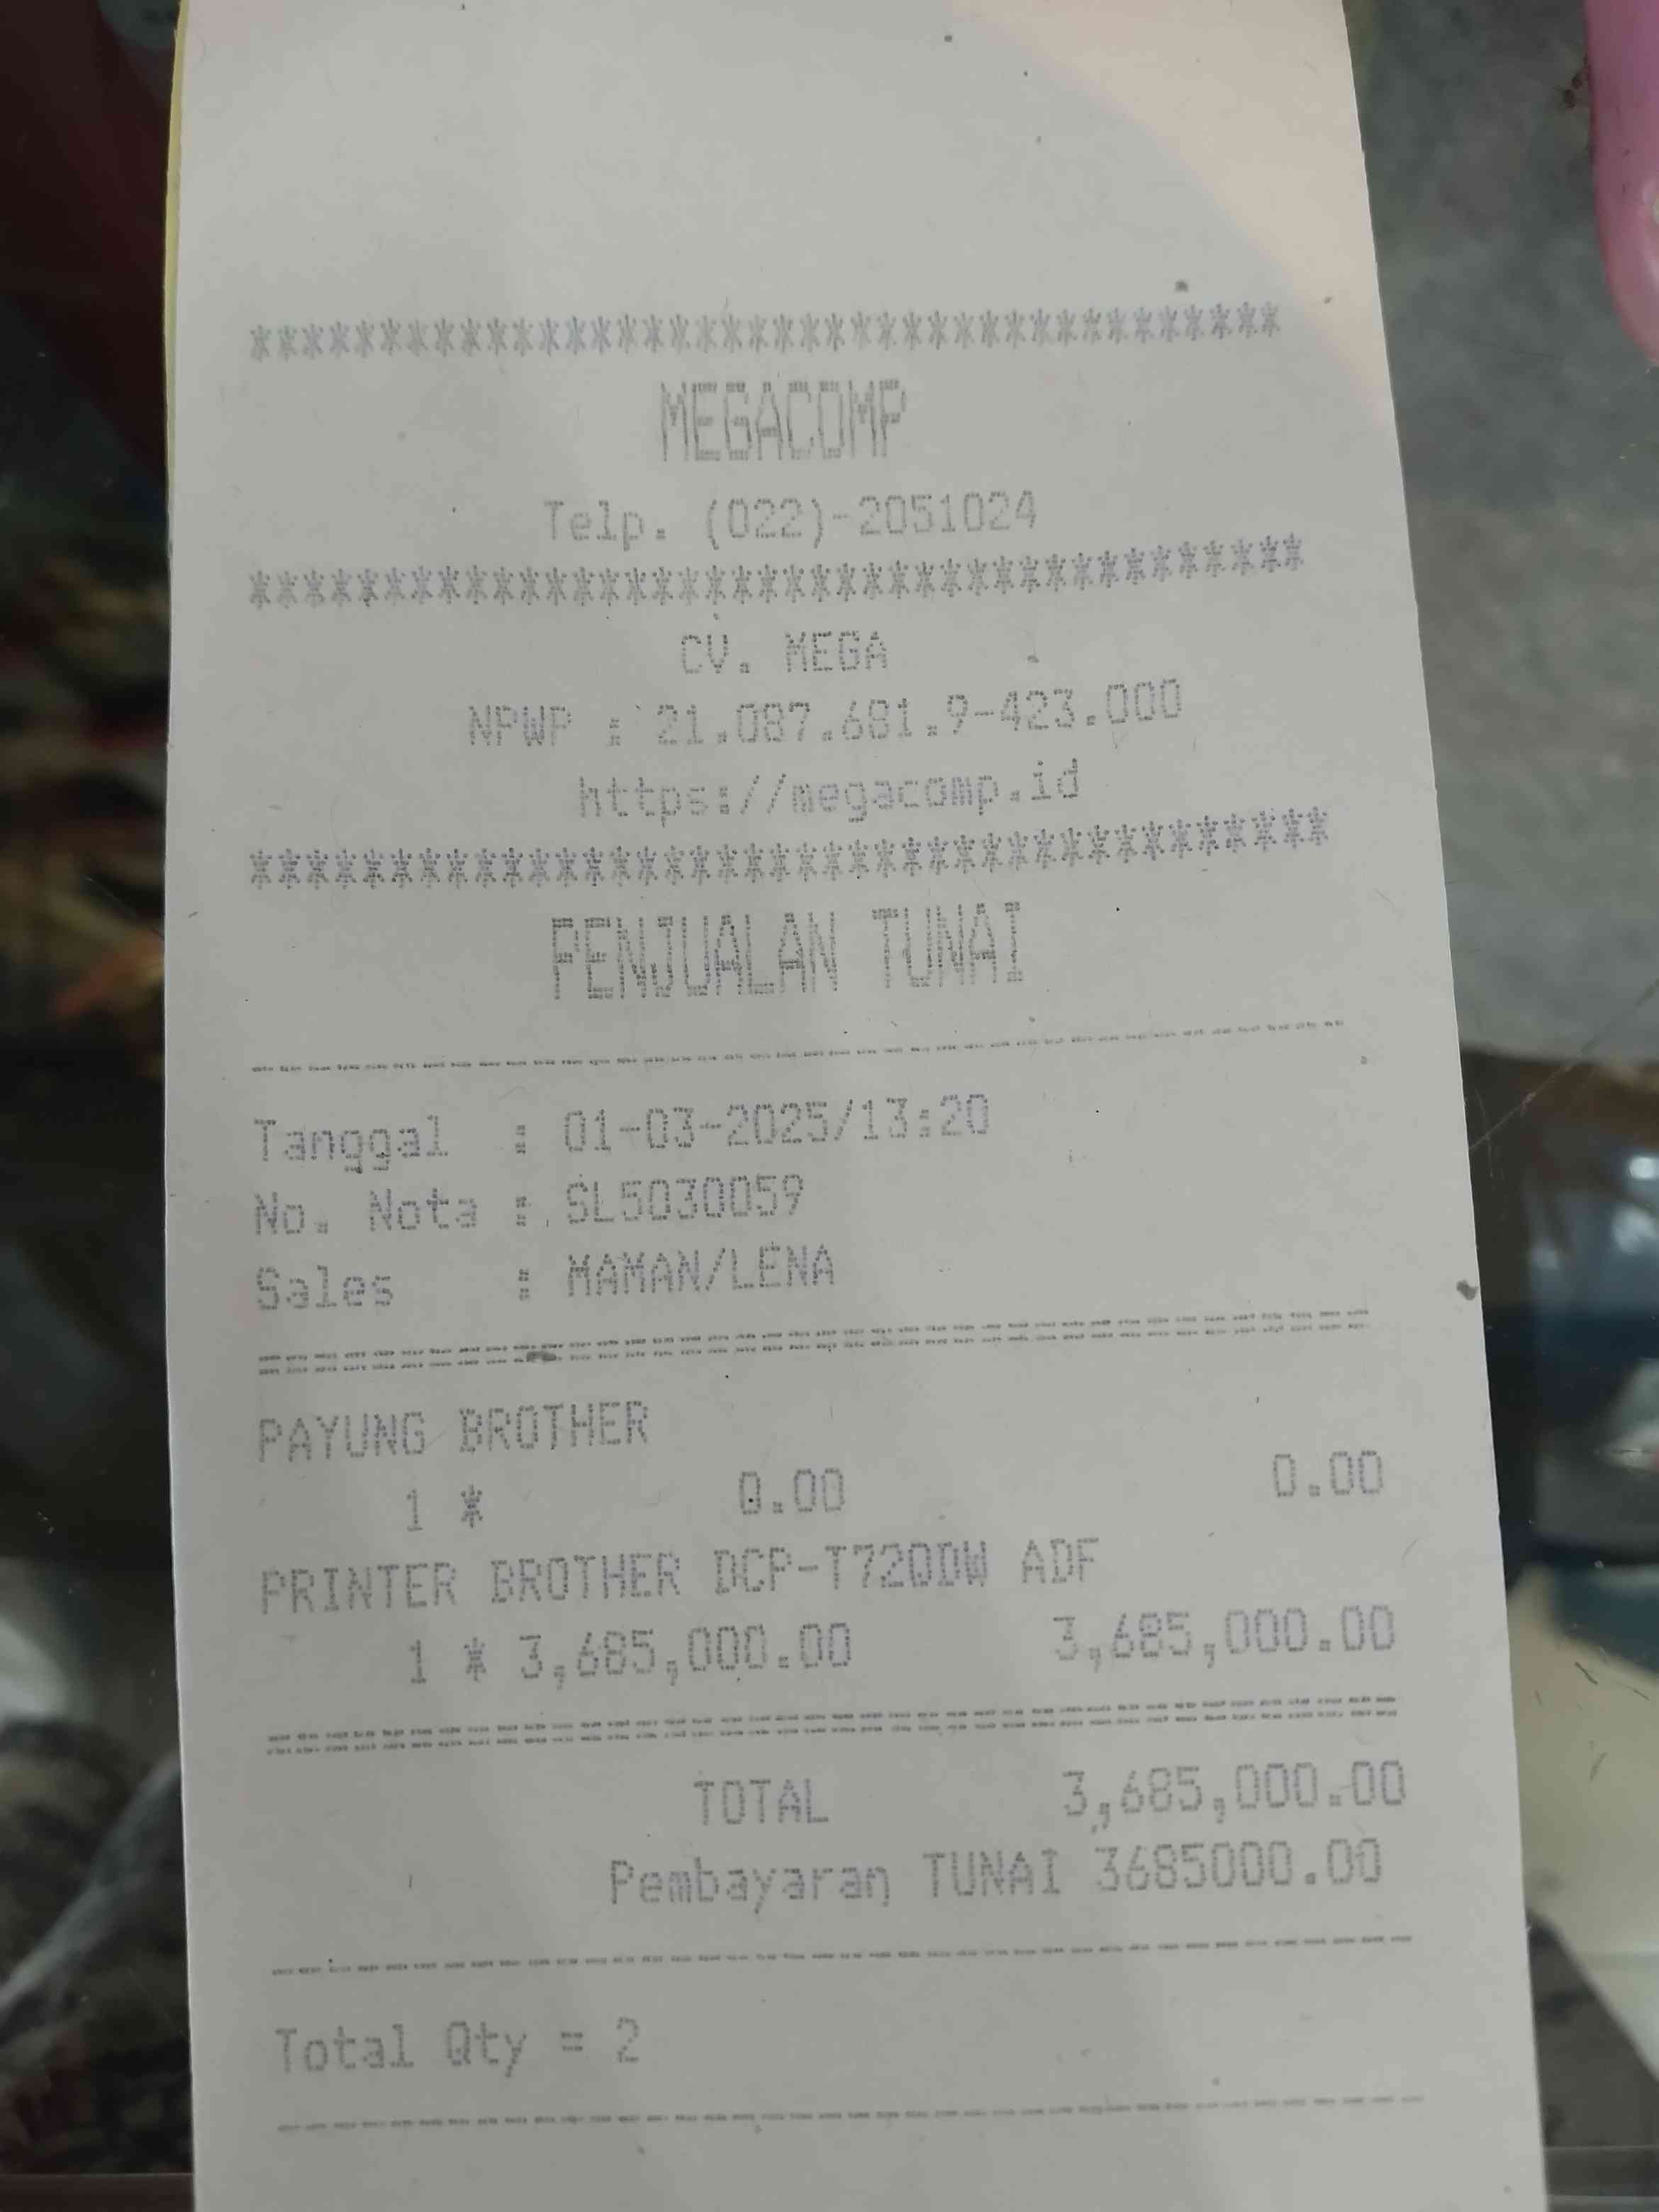 ****************************************
MEGACOMP
Telp. (022)-2051024
****************************************
CV. MEGA
NPWP : 21.087.681.9-423.000
https://megacomp.id
****************************************
PENJUALAN TUNAI
----------------------------------------
Tanggal : 01-03-2025/13:20
No. Nota : SL5030059
Sales : MAMAN/LENA
========================================
PAYUNG BROTHER
1 * 0.00 0.00
PRINTER BROTHER DCP-T720DW ADF
1 * 3,685,000.00 3,685,000.00
========================================
TOTAL 3,685,000.00
Pembayaran TUNAI 3685000.00
----------------------------------------
Total Qty = 2
----------------------------------------